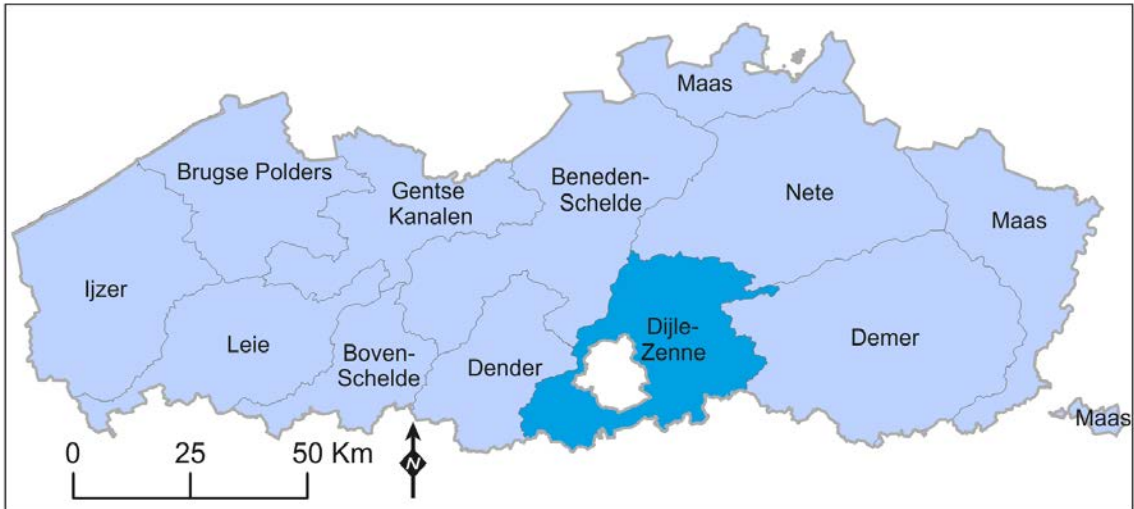 Maas
Brugse Polders
Gentse
Kanalen
Beneden-
Schelde
Nete
Maas
Ijzer
Leie
Boven-
Schelde
Dender
Dijle-
Zenne
Demer
Maas
0 25 50 Km
N